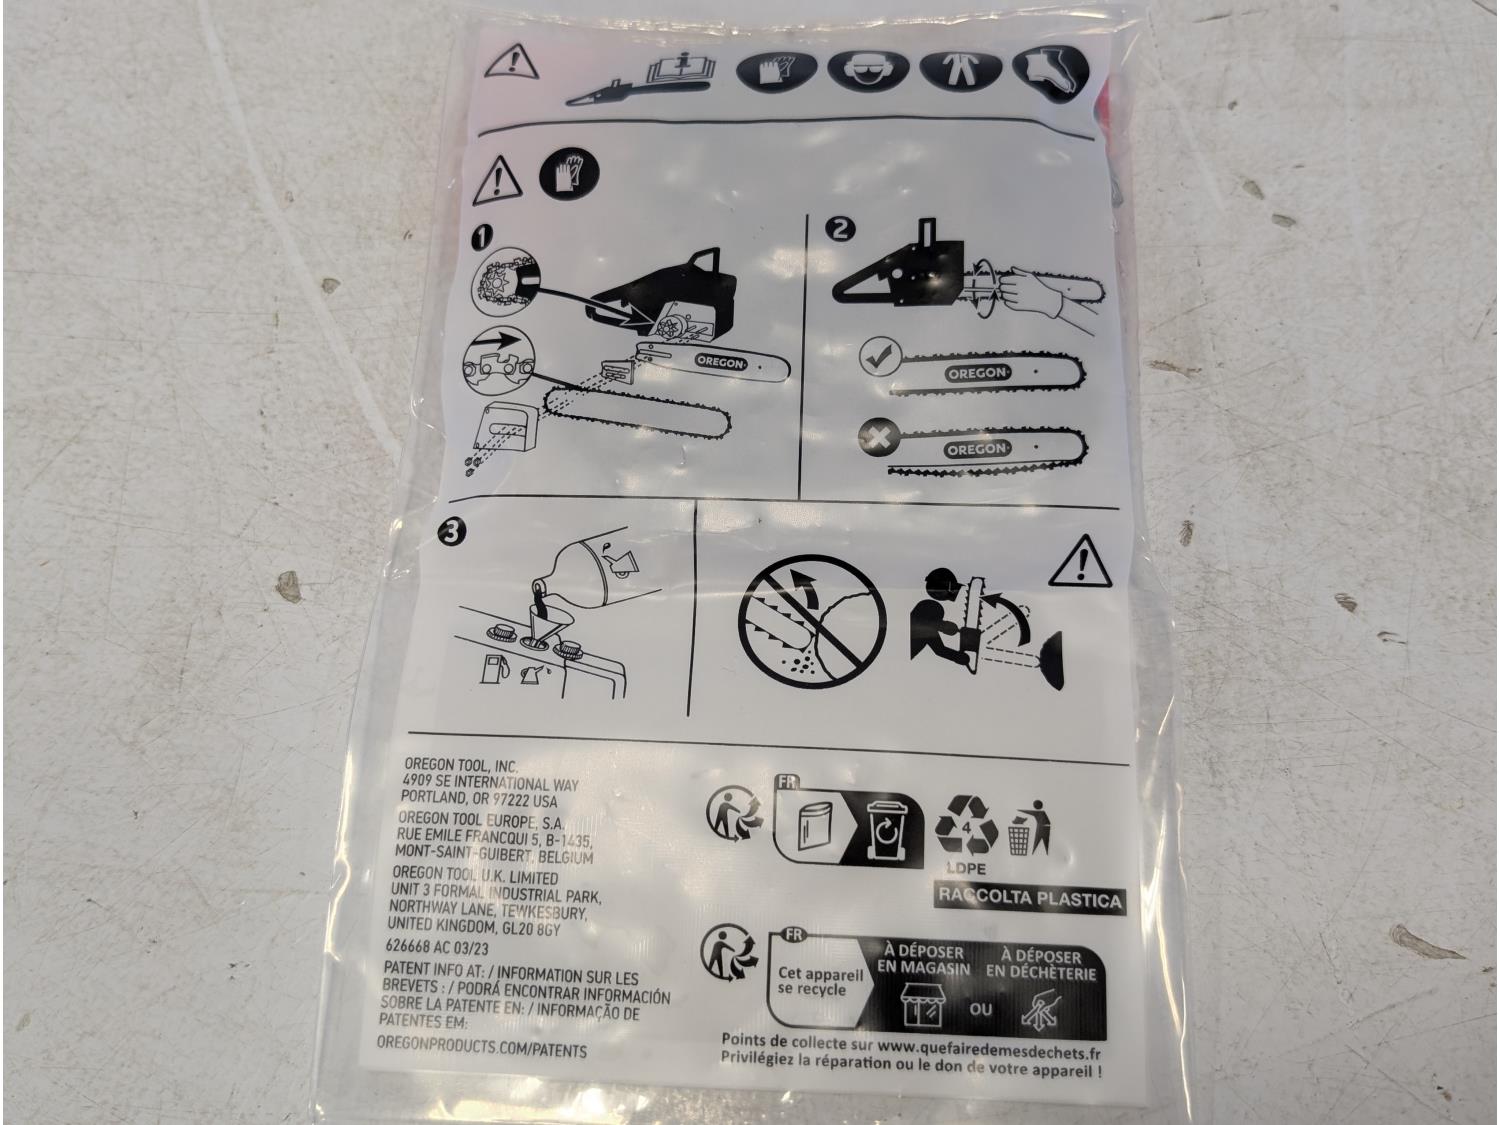 1
OREGON
2
OREGON
OREGON
3
OREGON TOOL, INC.
4909 SE INTERNATIONAL WAY
PORTLAND, OR 97222 USA
OREGON TOOL EUROPE, S.A.
RUE EMILE FRANCQUI 5, B-1435,
MONT-SAINT-GUIBERT, BELGIUM
OREGON TOOL U.K. LIMITED
UNIT 3 FORMAL INDUSTRIAL PARK,
NORTHWAY LANE, TEWKESBURY,
UNITED KINGDOM, GL20 8GY
626668 AC 03/23
PATENT INFO AT: / INFORMATION SUR LES
BREVETS : / PODRÁ ENCONTRAR INFORMACIÓN
SOBRE LA PATENTE EN: / INFORMAÇÃO DE
PATENTES EM:
OREGONPRODUCTS.COM/PATENTS
FR
4
LDPE
RACCOLTA PLASTICA
FR
Cet appareil
se recycle
À DÉPOSER
EN MAGASIN
OU
À DÉPOSER
EN DÉCHÈTERIE
Points de collecte sur www.quefairedemesdechets.fr
Privilégiez la réparation ou le don de votre appareil !